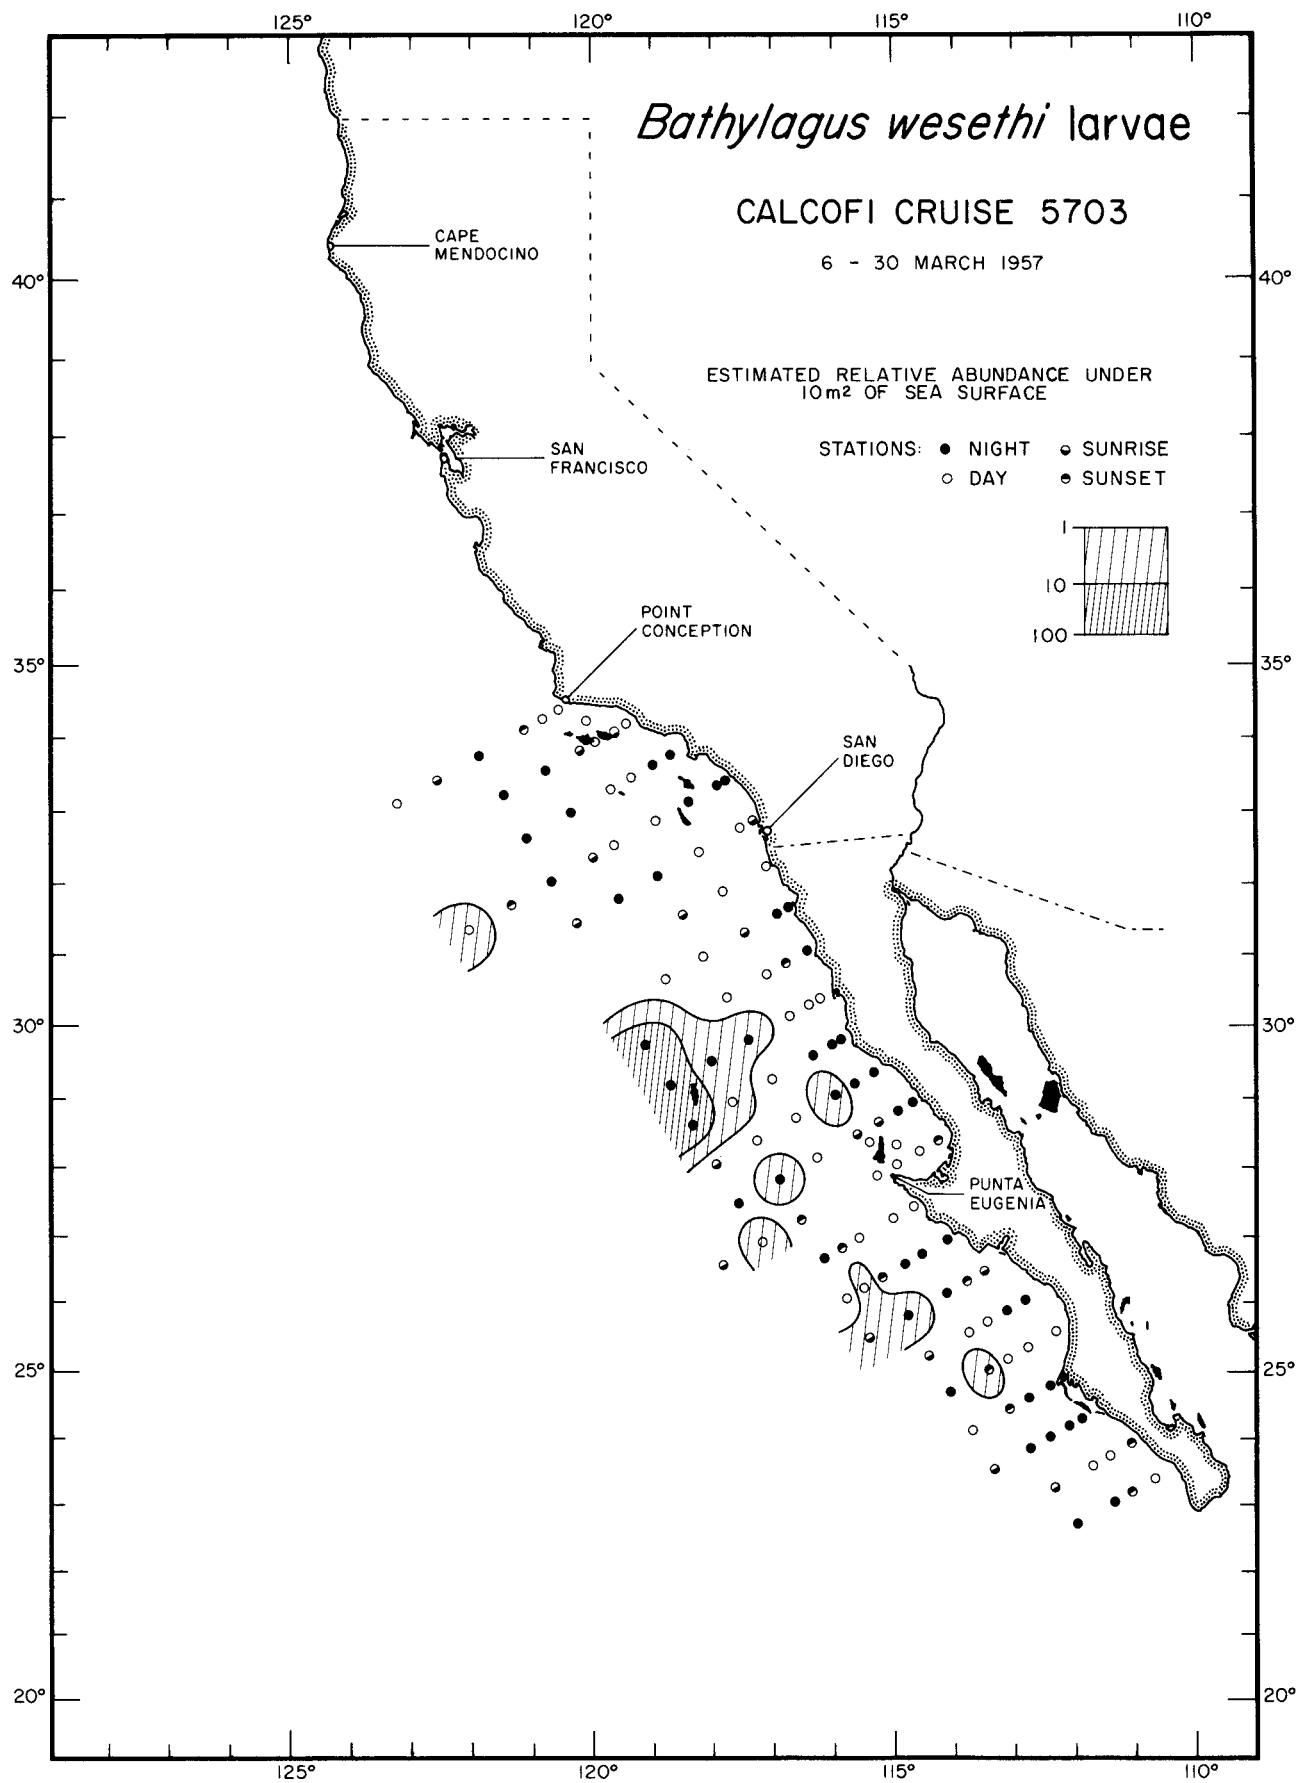 125° 120° 115° 110°
Bathylagus wesethi larvae
CALCOFI CRUISE 5703
6 - 30 MARCH 1957
CAPE
MENDOCINO
40° 40°
ESTIMATED RELATIVE ABUNDANCE UNDER
10m² OF SEA SURFACE
STATIONS: NIGHT SUNRISE
DAY SUNSET
SAN
FRANCISCO
1
10
100
POINT
CONCEPTION
35° 35°
SAN
DIEGO
30° 30°
PUNTA
EUGENIA
25° 25°
20° 20°
125° 120° 115° 110°